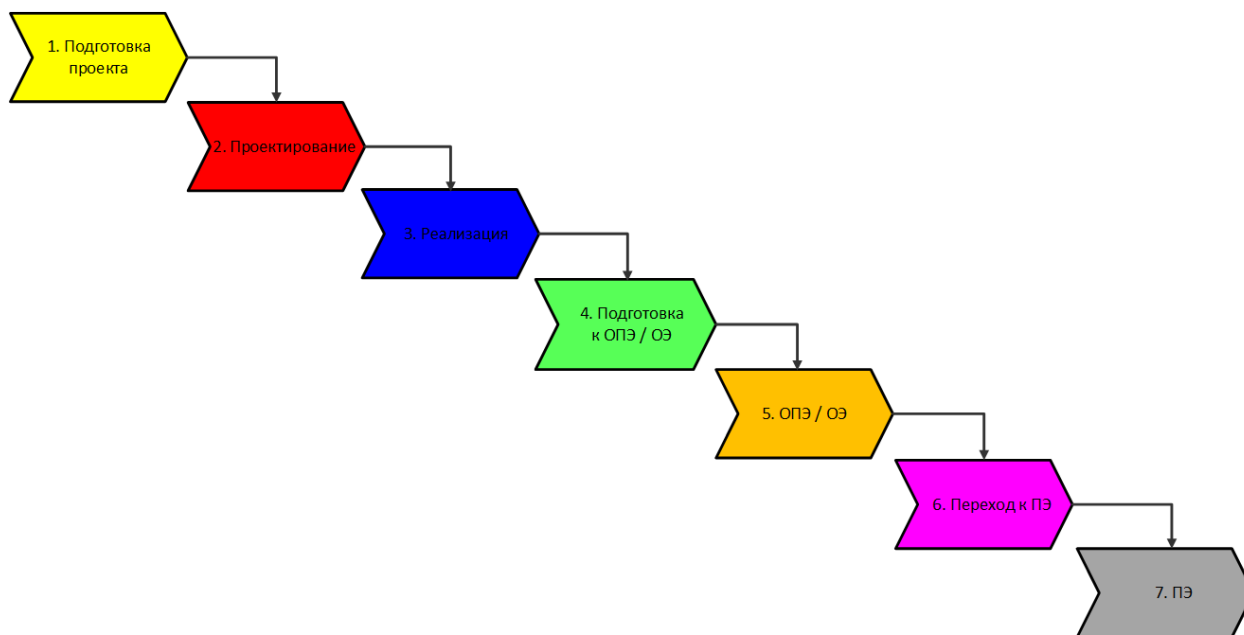 1. Подготовка
проекта
2. Проектирование
3. Реализация
4. Подготовка
к ОПЭ / ОЭ
5. ОПЭ / ОЭ
6. Переход к ПЭ
7. ПЭ